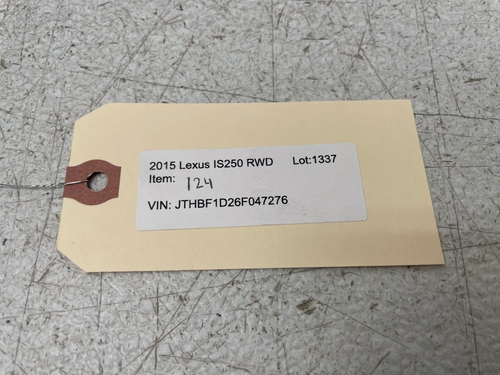 2015 Lexus IS250 RWD Lot:1337
Item: 124
VIN: JTHBF1D26F047276